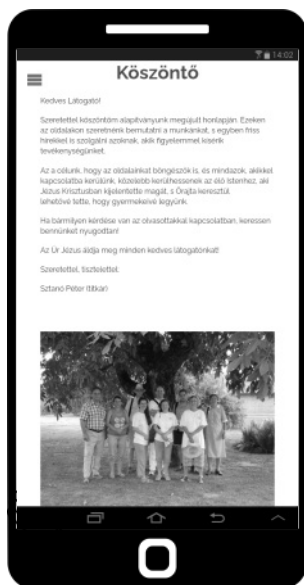 14:02
Köszöntő
Kedves Látogató!
Szeretettel köszöntöm alapítványunk megújult honlapján. Ezeken
az oldalakon szeretnénk bemutatni a munkánkat, s egyben friss
hírekkel is szolgálni azoknak, akik figyelemmel kísérik
tevékenységünket.
Az a célunk, hogy az oldalainkat böngészők is, és mindazok, akikkel
kapcsolatba kerülünk, közelebb kerülhessenek az élő Istenhez, aki
Jézus Krisztusban kijelentette magát, s Őrajta keresztül
lehetővé tette, hogy gyermekeivé legyünk.
Ha bármilyen kérdése van az olvasottakkal kapcsolatban, keressen
bennünket nyugodtan!
Az Úr Jézus áldja meg minden kedves látogatónkat!
Szeretettel, tisztelettel:
Sztanó Péter (titkár)